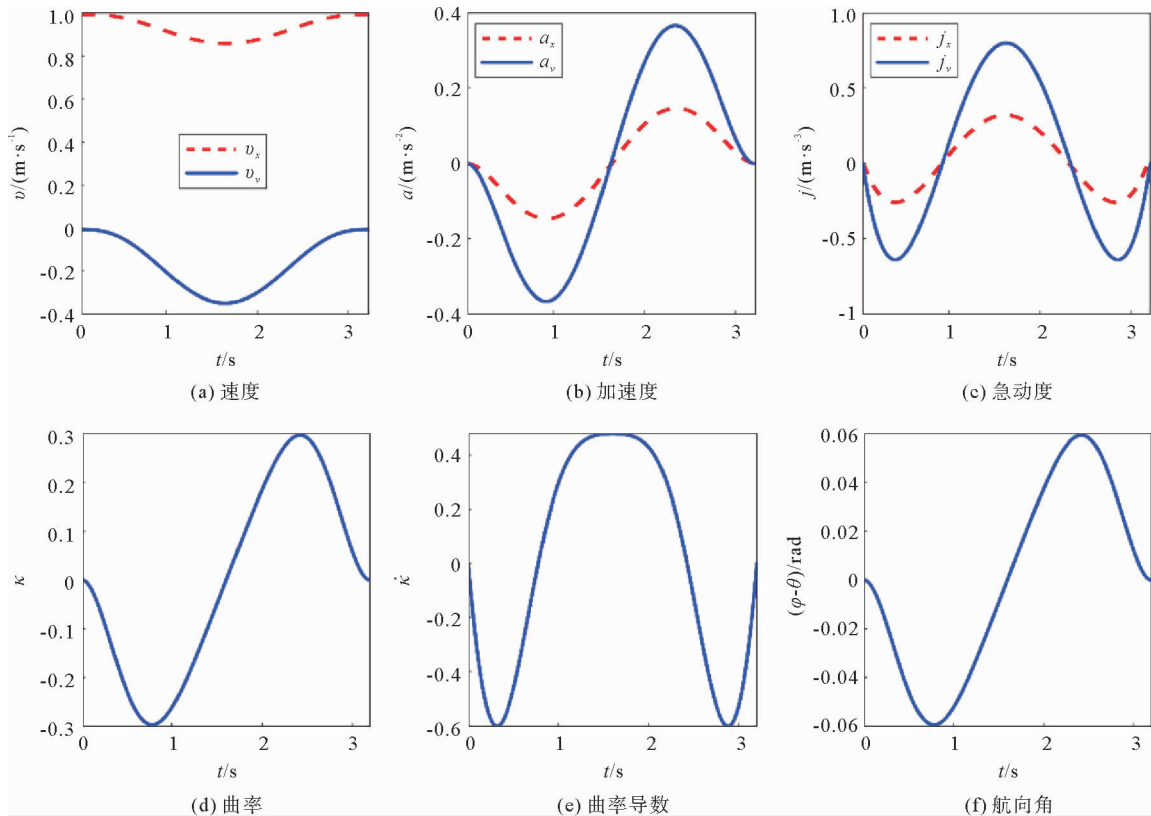 1.0
0.8
0.6
0.4
0.2
0
-0.2
-0.4
v/(m·s⁻¹)
vₓ
vᵥ
0
1
2
3
t/s
(a) 速度
0.4
0.2
0
-0.2
-0.4
a/(m·s⁻²)
aₓ
aᵥ
0
1
2
3
t/s
(b) 加速度
1.0
0.5
0
-0.5
-1
j/(m·s⁻³)
jₓ
jᵥ
0
1
2
3
t/s
(c) 急动度
0.3
0.2
0.1
0
-0.1
-0.2
-0.3
κ
0
1
2
3
t/s
(d) 曲率
0.4
0.2
0
-0.2
-0.4
-0.6
κ̇
0
1
2
3
t/s
(e) 曲率导数
0.06
0.04
0.02
0
-0.02
-0.04
-0.06
(φ-θ)/rad
0
1
2
3
t/s
(f) 航向角